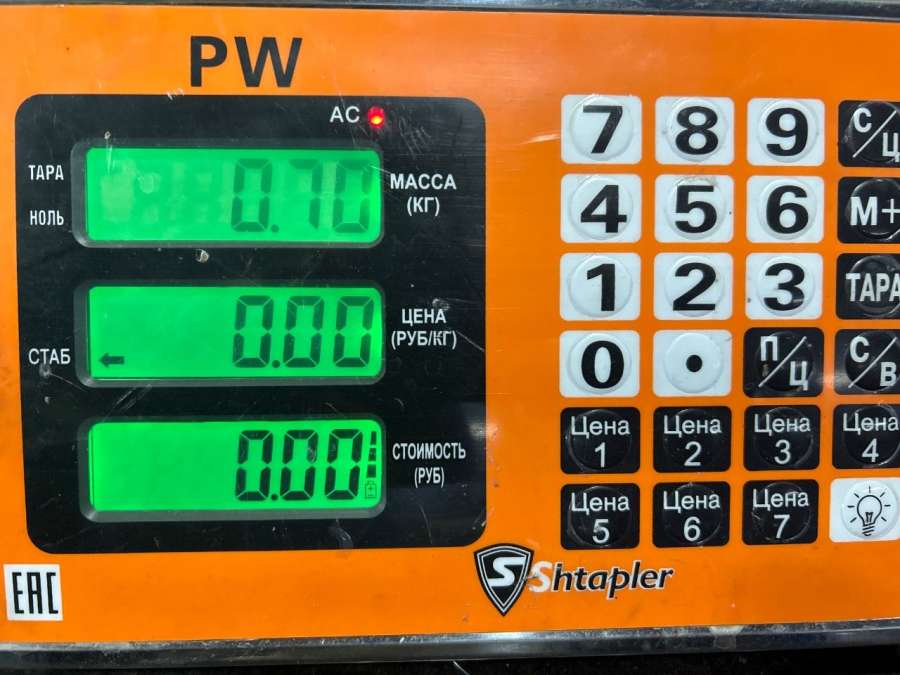 PW
AC
ТАРА
НОЛЬ
0.70
МАССА
(КГ)
СТАБ
0.00
ЦЕНА
(РУБ/КГ)
0.00
СТОИМОСТЬ
(РУБ)
7 8 9 С/Ц
4 5 6 М+
1 2 3 ТАРА
0 . П/Ц С/В
Цена Цена Цена Цена
1 2 3 4
Цена Цена Цена
5 6 7
EAC
S Shtapler